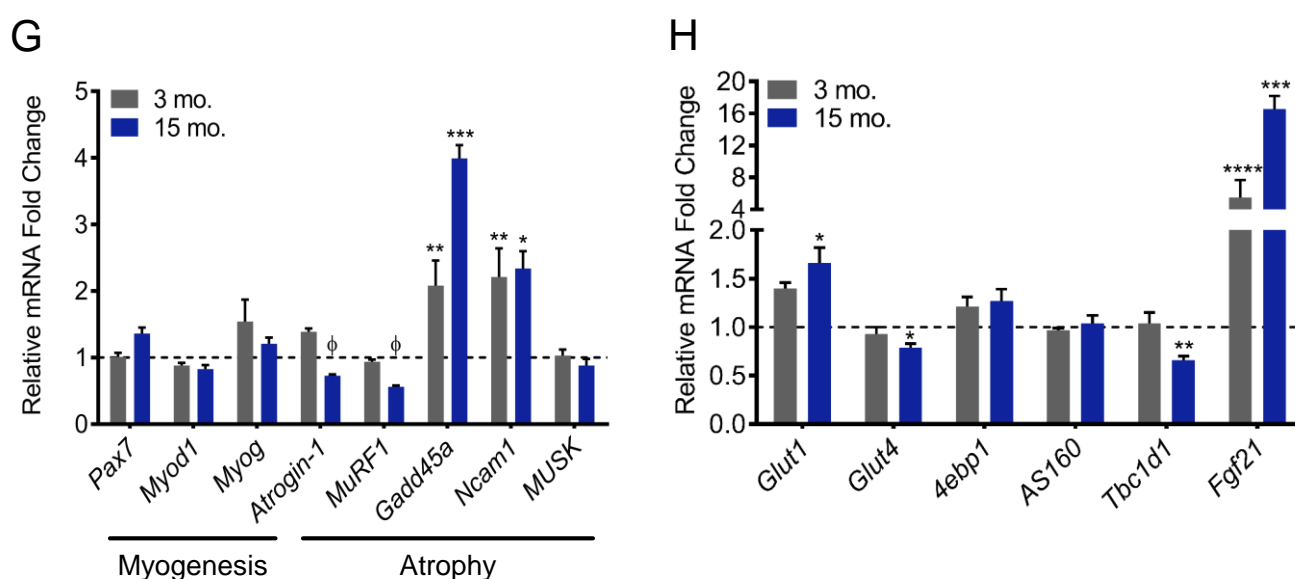 G
Relative mRNA Fold Change
5
4
3
2
1
0
3 mo.
15 mo.
ϕ
ϕ
**
***
**
*
Pax7
Myod1
Myog
Atrogin-1
MuRF1
Gadd45a
Ncam1
MUSK
Myogenesis
Atrophy
H
Relative mRNA Fold Change
20
16
12
8
4
2.0
1.5
1.0
0.5
0.0
3 mo.
15 mo.
*
*
**
****
***
Glut1
Glut4
4ebp1
AS160
Tbc1d1
Fgf21